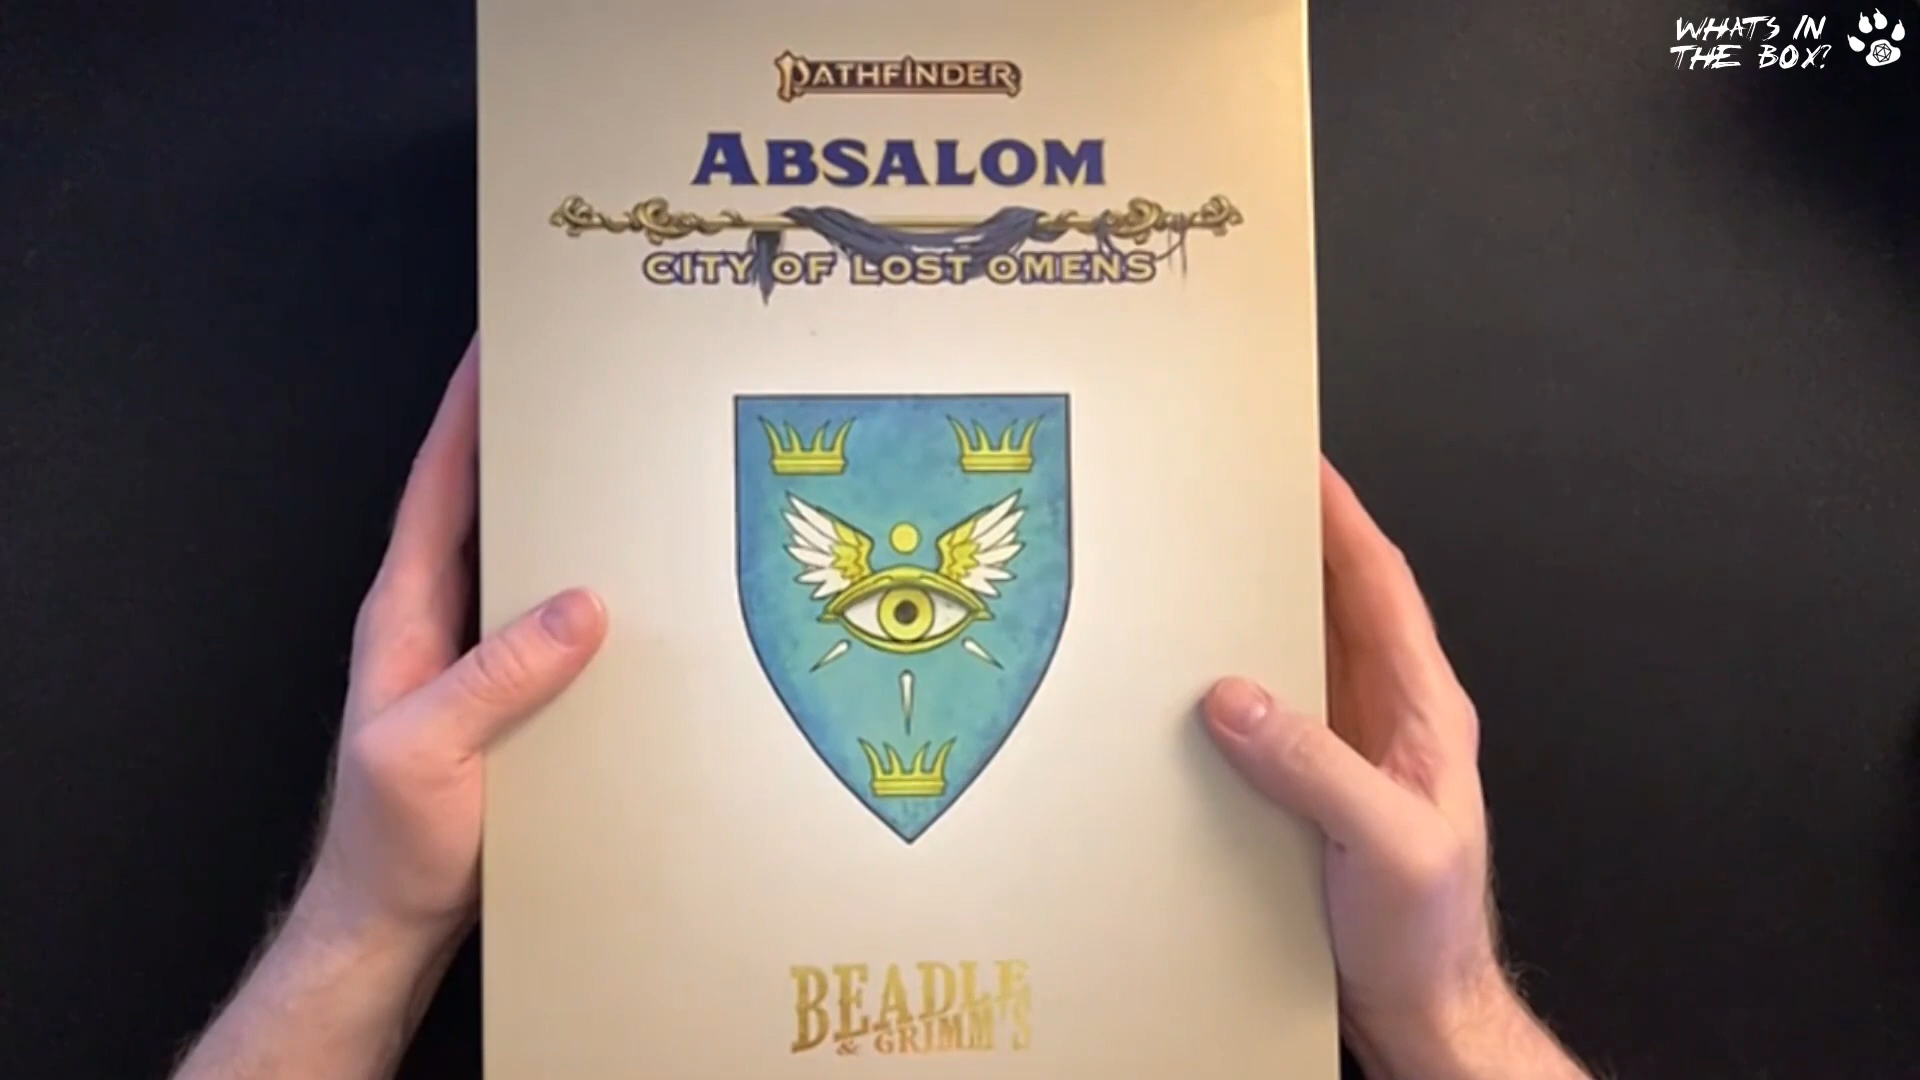 WHATS IN
THE BOX?
PATHFINDER
ABSALOM
CITY OF LOST OMENS
BEADLE
& GRIMM'S